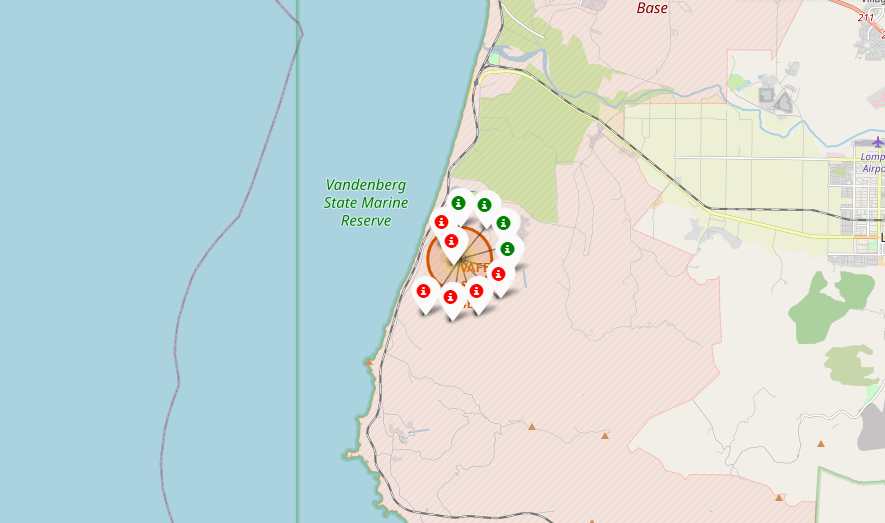 Base
211
Vandenberg
State Marine
Reserve
Lomp
Airpo
VAFB
L